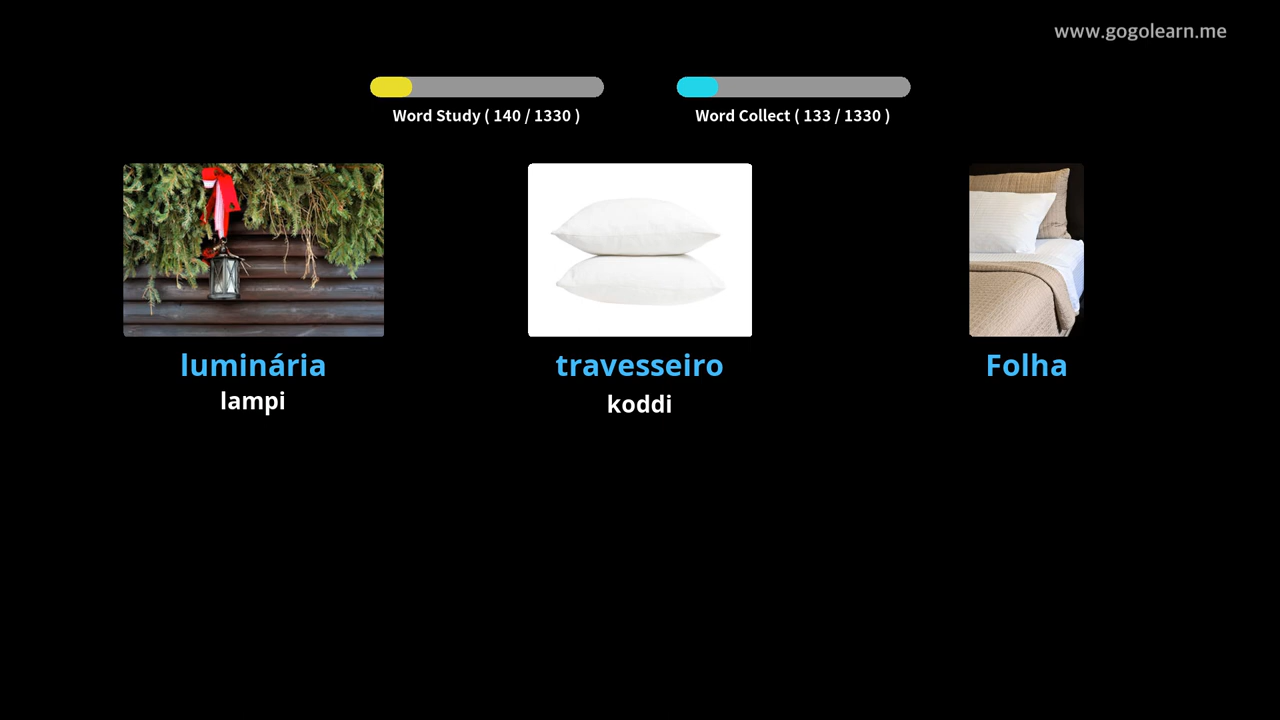 www.gogolearn.me
Word Study ( 140 / 1330 )
Word Collect ( 133 / 1330 )
luminária
lampi
travesseiro
koddi
Folha